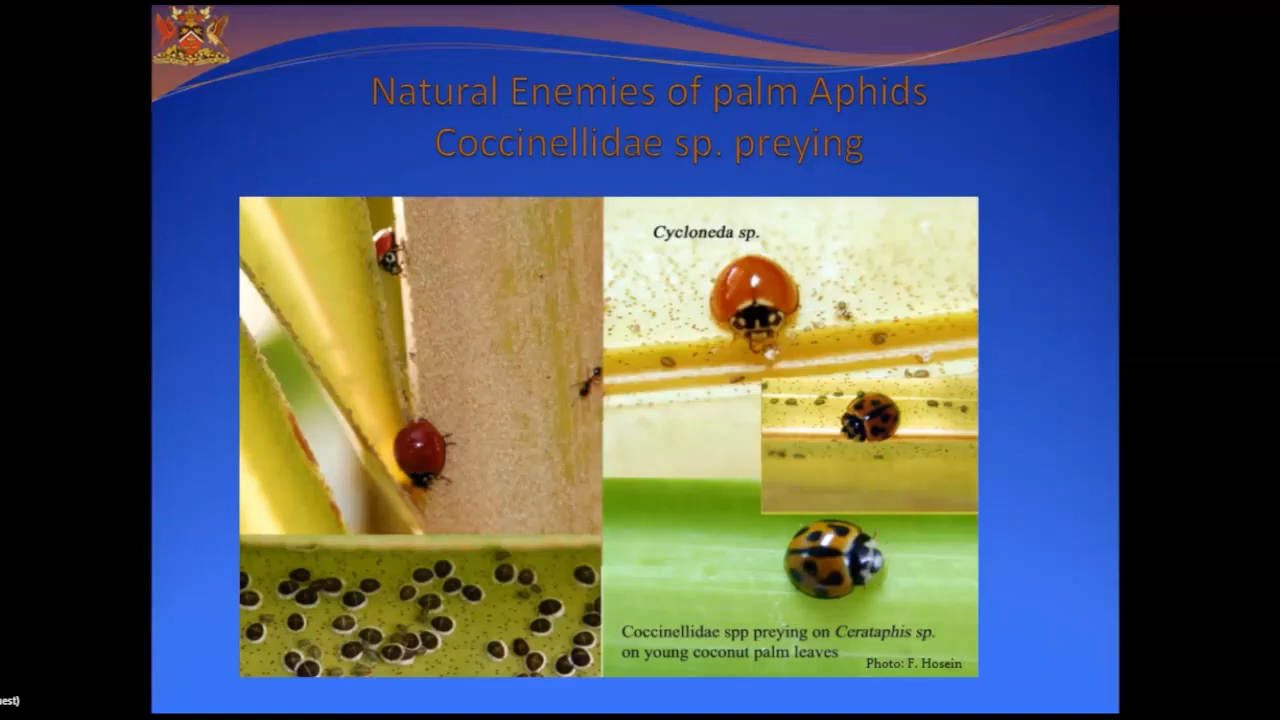 Natural Enemies of palm Aphids
Coccinellidae sp. preying
Cycloneda sp.
Coccinellidae spp preying on Cerataphis sp.
on young coconut palm leaves
Photo: F. Hosein